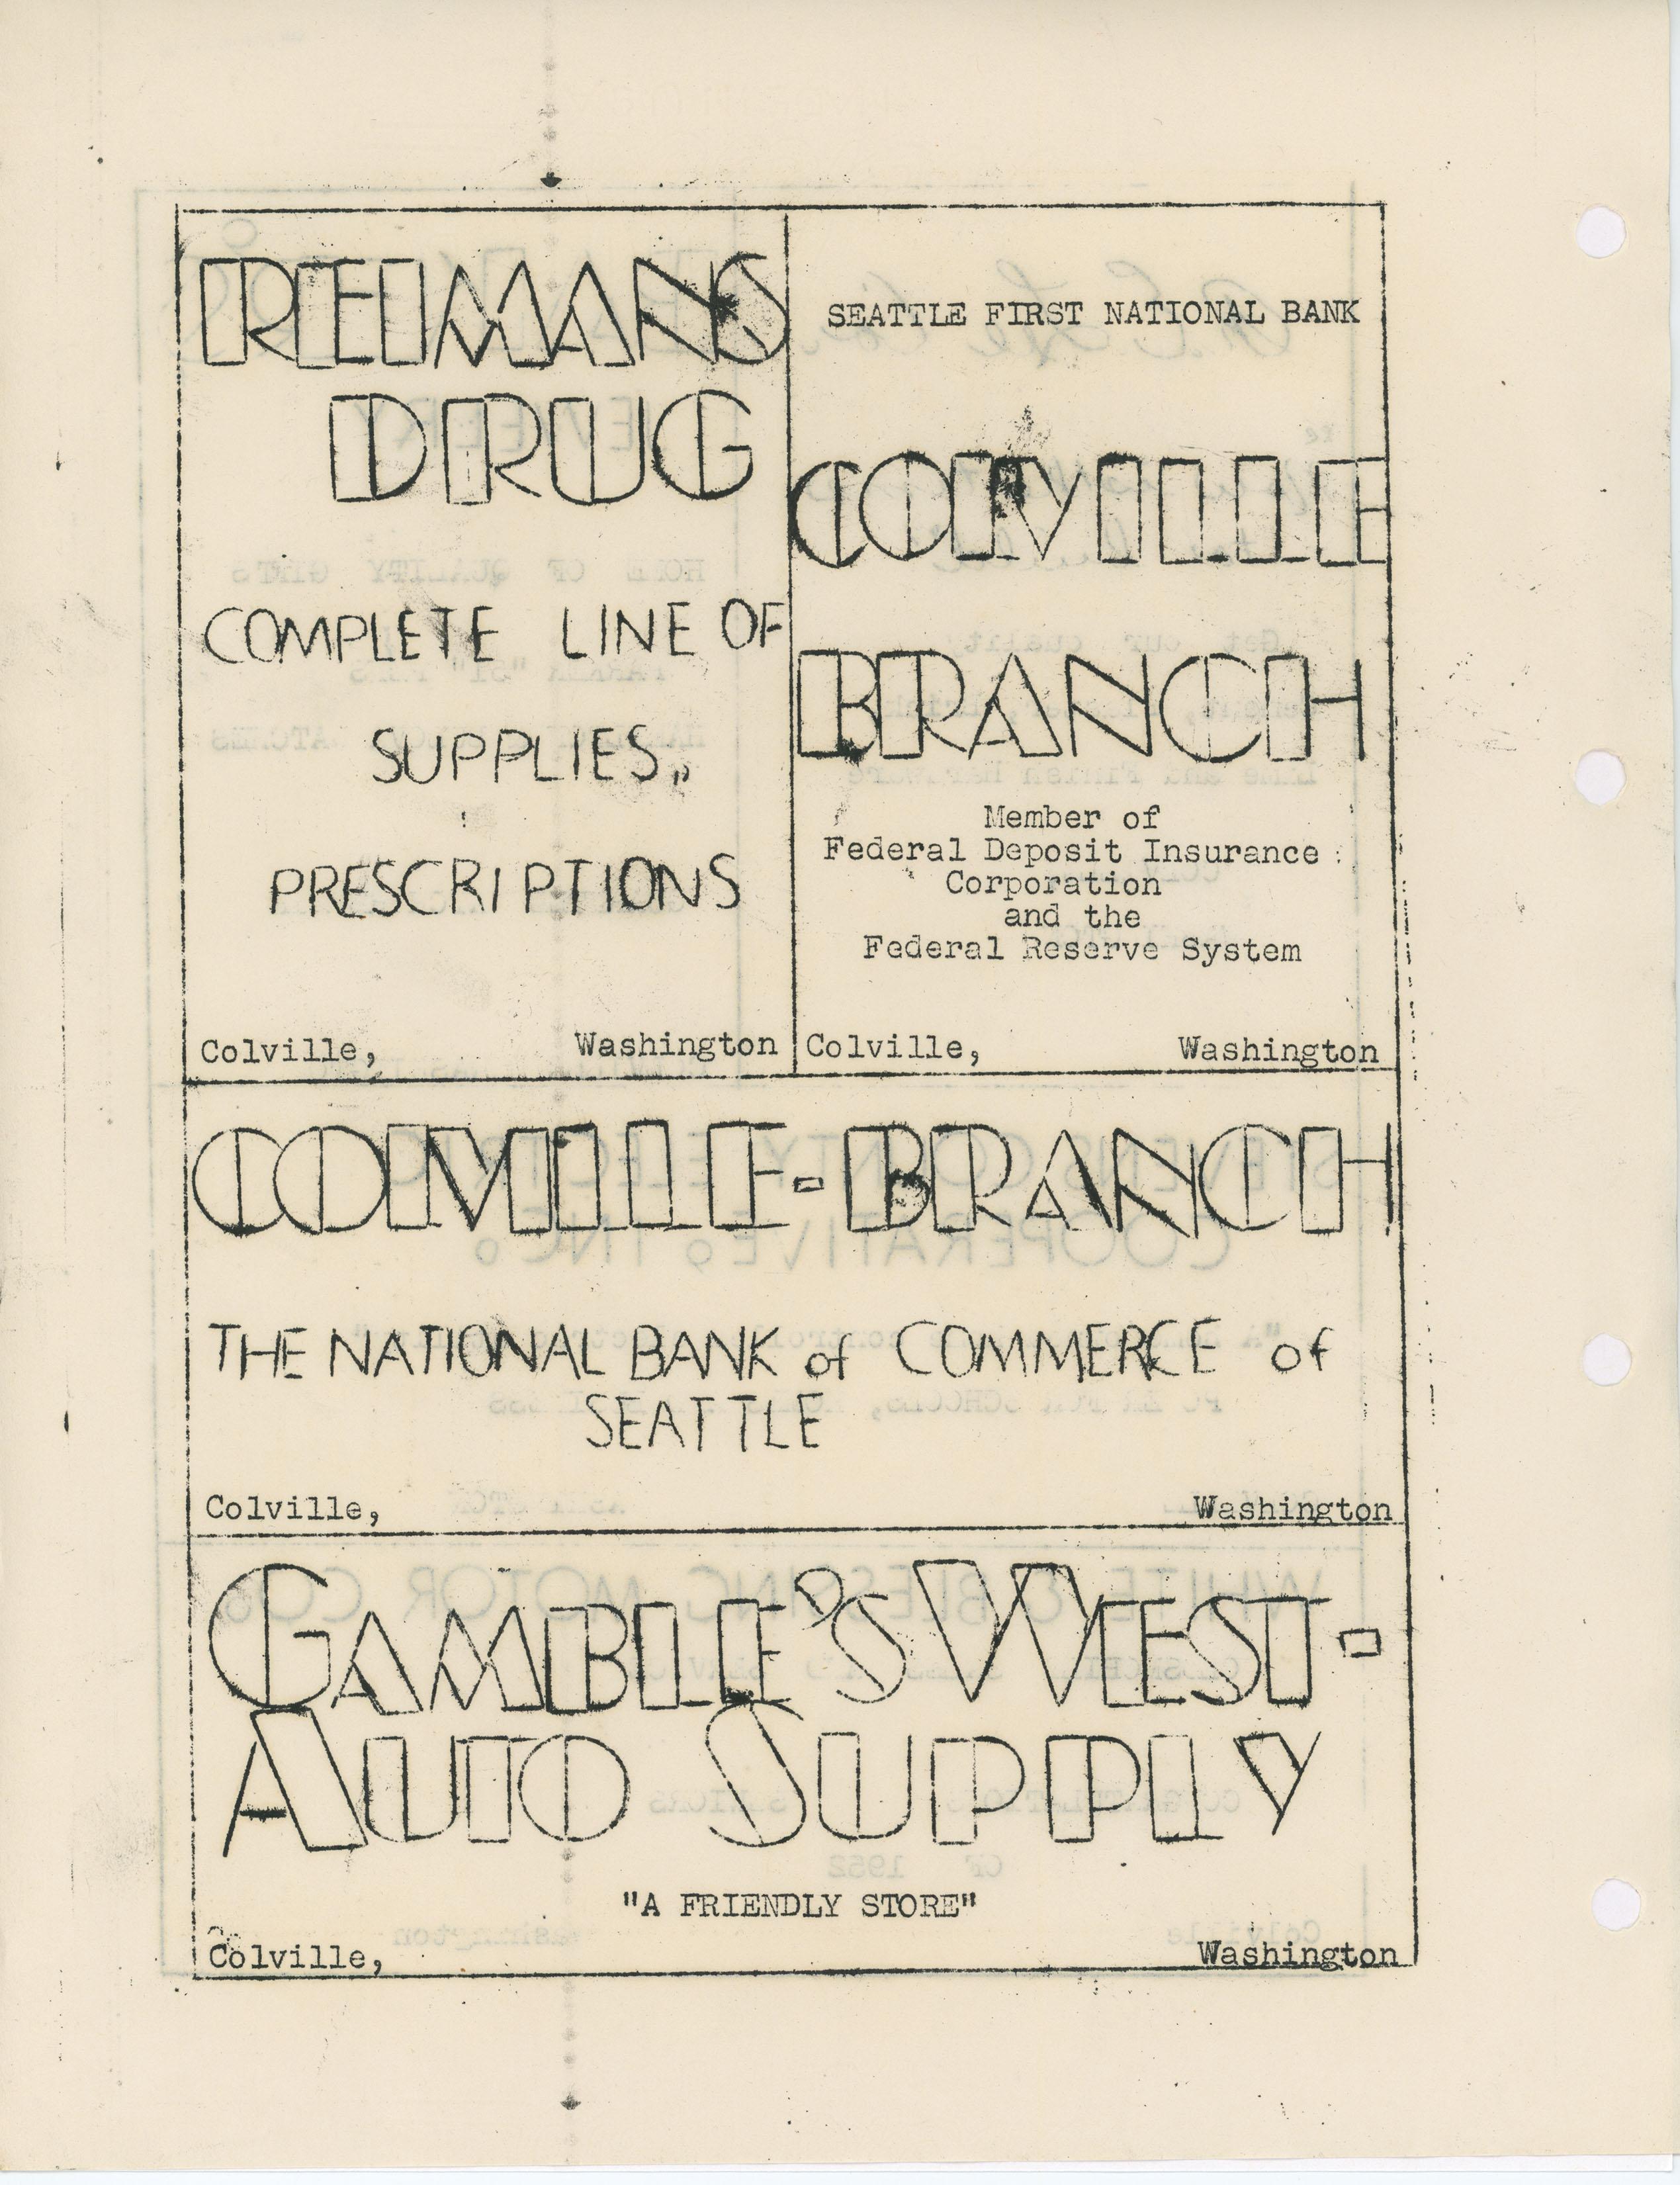 REIMANS
DRUG
COMPLETE LINE OF
SUPPLIES,,
PRESCRIPTIONS
Colville, Washington
SEATTLE FIRST NATIONAL BANK
COLVILLE
BRANCH
Member of
Federal Deposit Insurance
Corporation
and the
Federal Reserve System
Colville, Washington
COLVILLE-BRANCH
THE NATIONAL BANK of COMMERCE of
SEATTLE
Colville, Washington
GAMBLE'S WEST-
AUTO SUPPLY
"A FRIENDLY STORE"
Colville, Washington